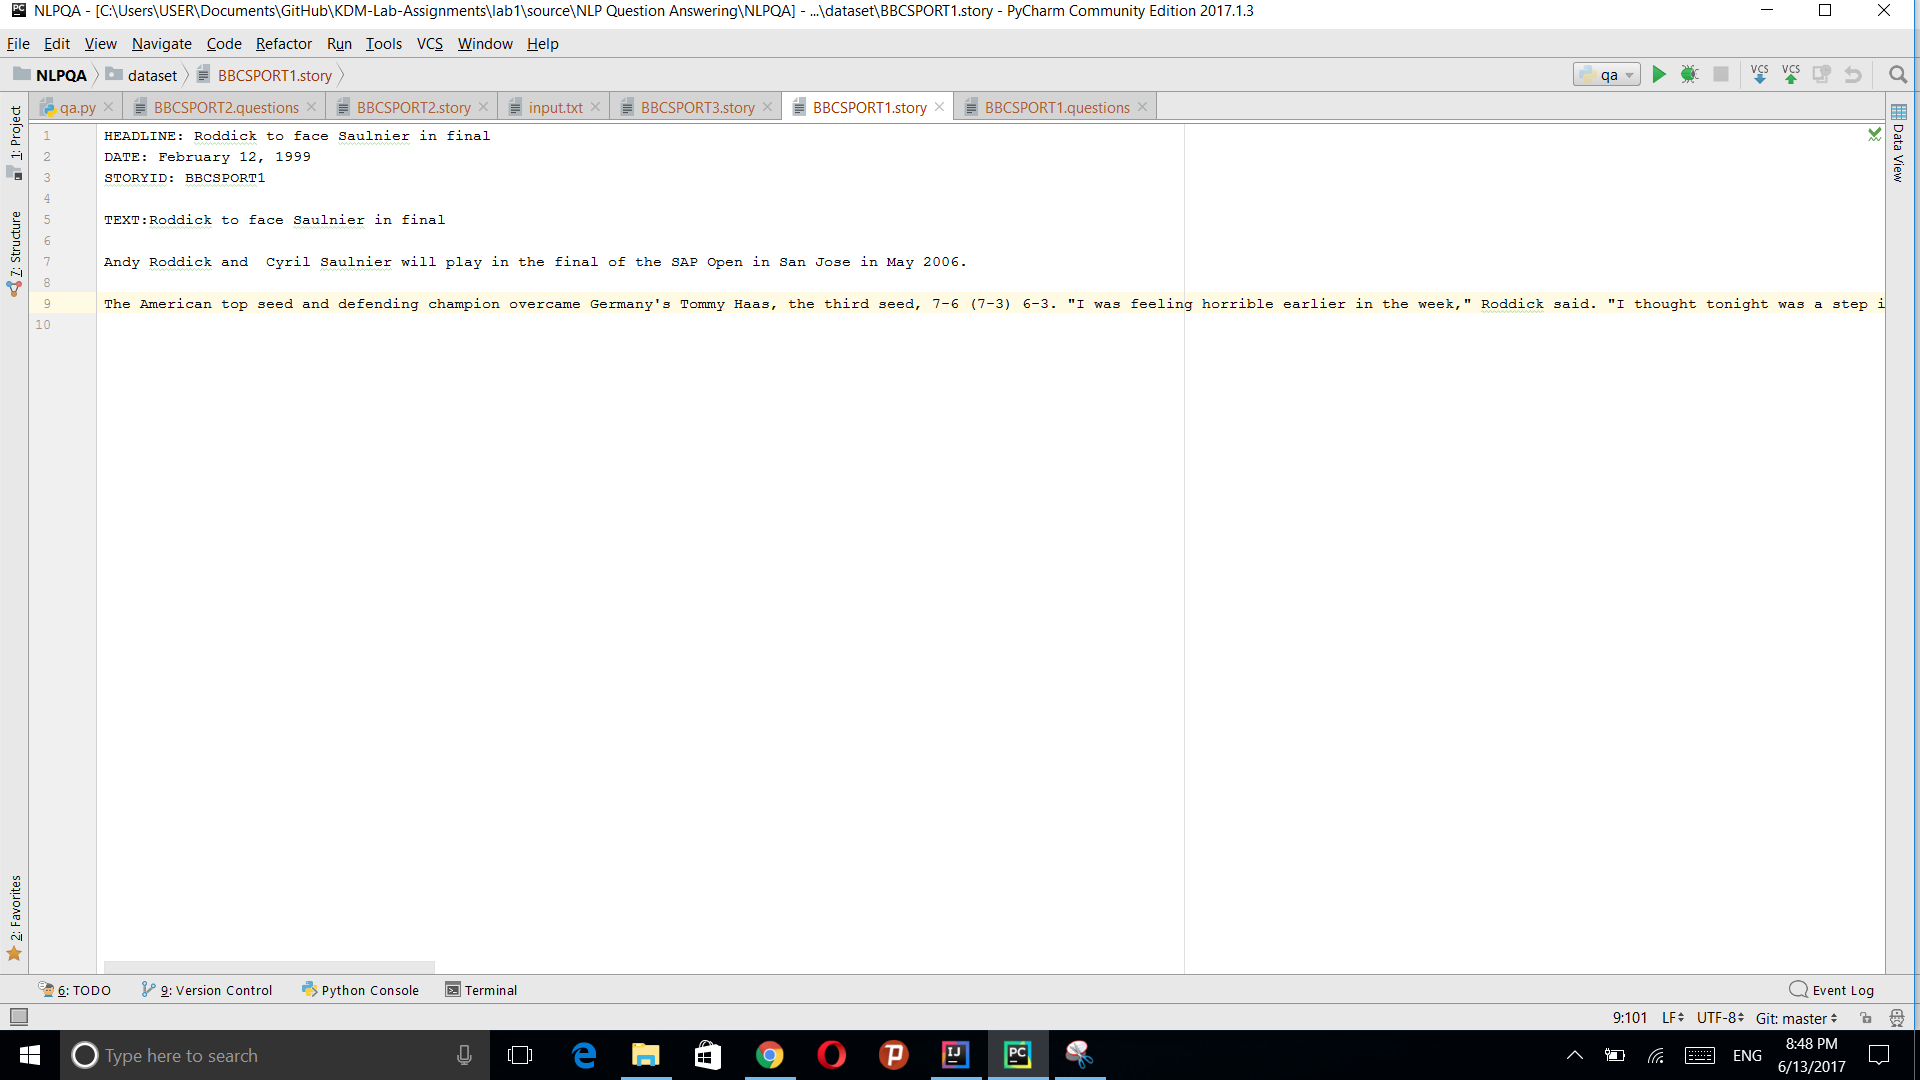 NLPQA - [C:\Users\USER\Documents\GitHub\KDM-Lab-Assignments\lab1\source\NLP Question Answering\NLPQA] - ...\dataset\BBCSPORT1.story - PyCharm Community Edition 2017.1.3
File Edit View Navigate Code Refactor Run Tools VCS Window Help
NLPQA dataset BBCSPORT1.story qa VCS VCS
qa.py BBCSPORT2.questions BBCSPORT2.story input.txt BBCSPORT3.story BBCSPORT1.story BBCSPORT1.questions
1: Project
7: Structure
2: Favorites
Data View
1 HEADLINE: Roddick to face Saulnier in final
2 DATE: February 12, 1999
3 STORYID: BBCSPORT1
4
5 TEXT:Roddick to face Saulnier in final
6
7 Andy Roddick and  Cyril Saulnier will play in the final of the SAP Open in San Jose in May 2006.
8
9 The American top seed and defending champion overcame Germany's Tommy Haas, the third seed, 7-6 (7-3) 6-3. "I was feeling horrible earlier in the week," Roddick said. "I thought tonight was a step i
10
6: TODO 9: Version Control Python Console Terminal Event Log
9:101 LF UTF-8 Git: master
Type here to search ENG 8:48 PM
6/13/2017